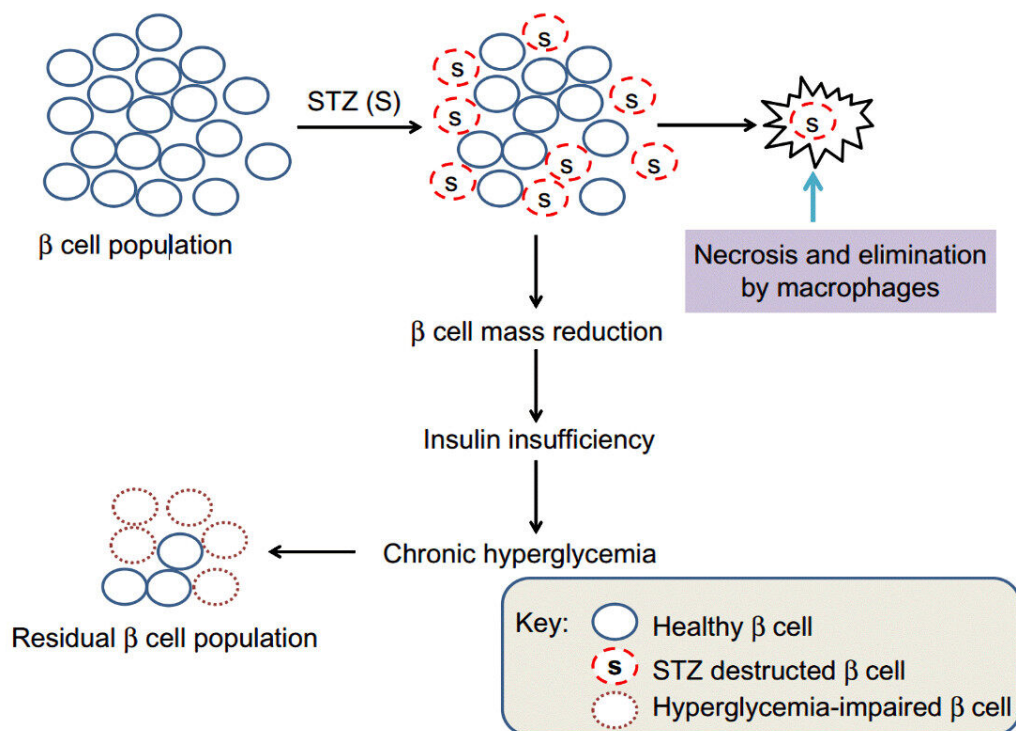 STZ (S)
S
S
S
S
S
S
S
S
S
β cell population
Necrosis and elimination
by macrophages
β cell mass reduction
Insulin insufficiency
Chronic hyperglycemia
Residual β cell population
Key:
Healthy β cell
S
STZ destructed β cell
Hyperglycemia-impaired β cell